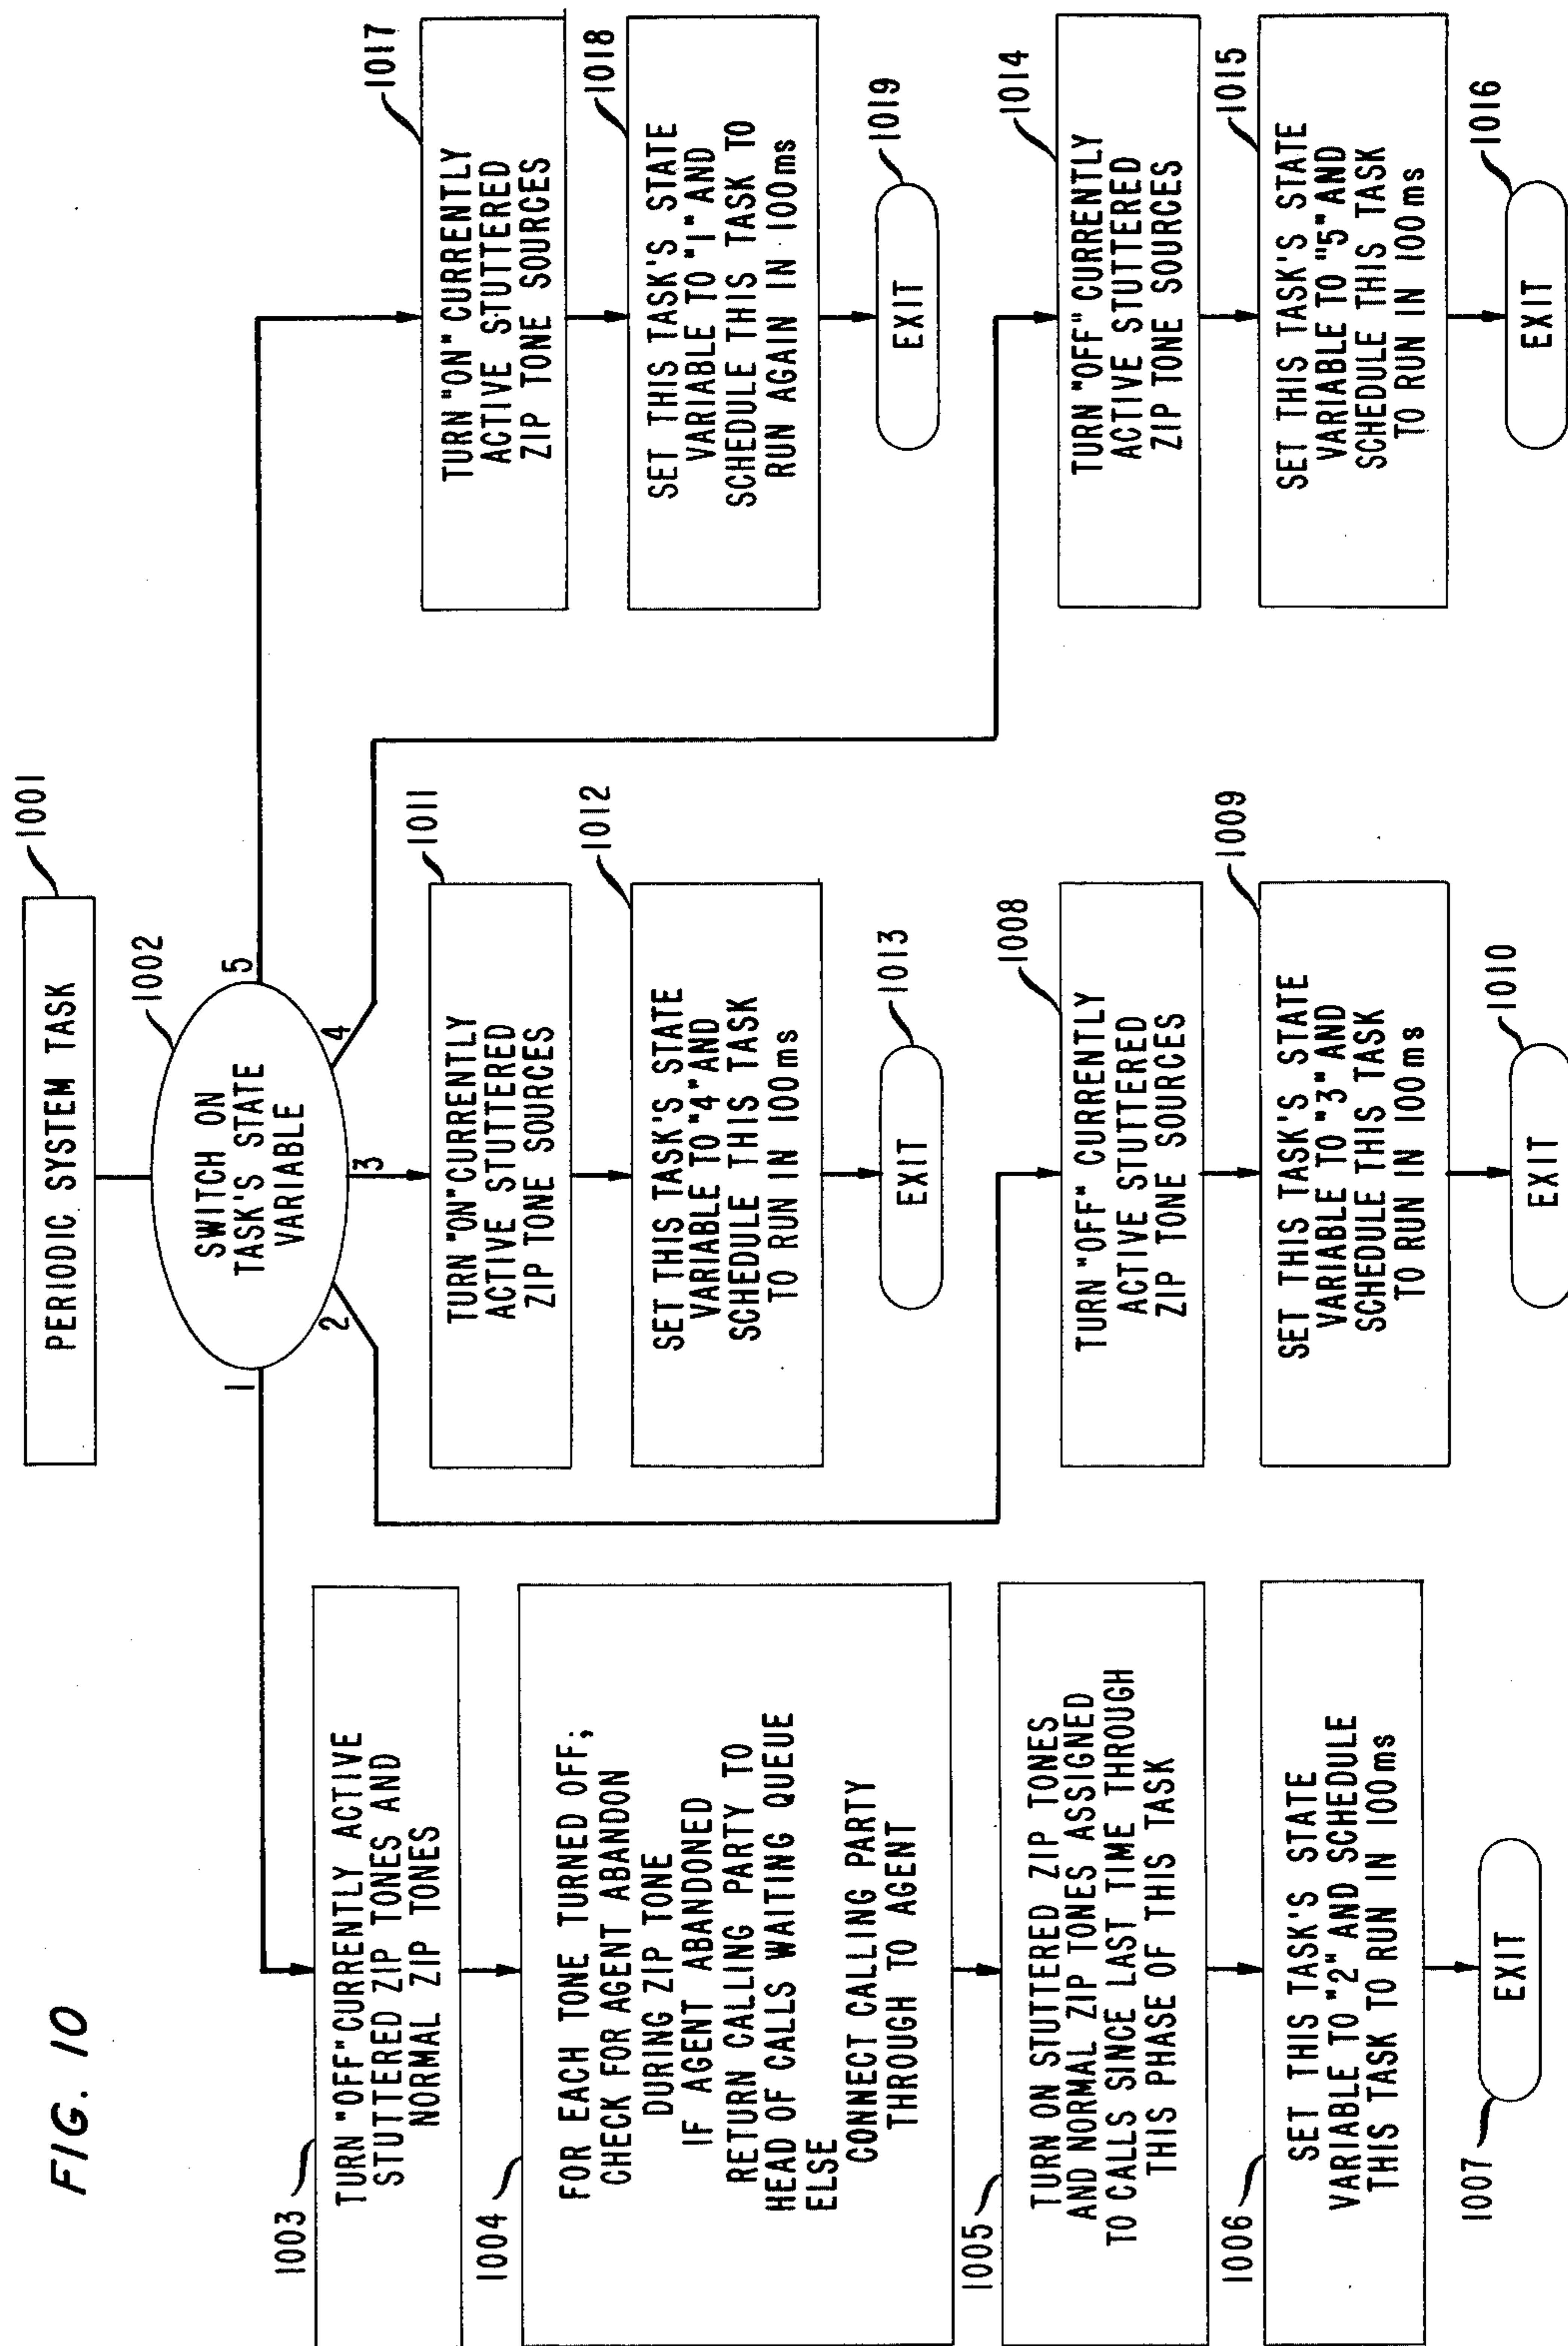 FIG. 10
PERIODIC SYSTEM TASK
1001
SWITCH ON
TASK'S STATE
VARIABLE
1002
1
2
3
4
5
1003
TURN "OFF" CURRENTLY ACTIVE
STUTTERED ZIP TONES AND
NORMAL ZIP TONES
1004
FOR EACH TONE TURNED OFF;
CHECK FOR AGENT ABANDON
DURING ZIP TONE
IF AGENT ABANDONED
RETURN CALLING PARTY TO
HEAD OF CALLS WAITING QUEUE
ELSE
CONNECT CALLING PARTY
THROUGH TO AGENT
1005
TURN ON STUTTERED ZIP TONES
AND NORMAL ZIP TONES ASSIGNED
TO CALLS SINCE LAST TIME THROUGH
THIS PHASE OF THIS TASK
1006
SET THIS TASK'S STATE
VARIABLE TO "2" AND SCHEDULE
THIS TASK TO RUN IN 100ms
1007
EXIT
1011
TURN "ON" CURRENTLY
ACTIVE STUTTERED
ZIP TONE SOURCES
1012
SET THIS TASK'S STATE
VARIABLE TO "4" AND
SCHEDULE THIS TASK
TO RUN IN 100ms
1013
EXIT
1008
TURN "OFF" CURRENTLY
ACTIVE STUTTERED
ZIP TONE SOURCES
1009
SET THIS TASK'S STATE
VARIABLE TO "3" AND
SCHEDULE THIS TASK
TO RUN IN 100ms
1010
EXIT
1017
TURN "ON" CURRENTLY
ACTIVE STUTTERED
ZIP TONE SOURCES
1018
SET THIS TASK'S STATE
VARIABLE TO "1" AND
SCHEDULE THIS TASK TO
RUN AGAIN IN 100ms
1019
EXIT
1014
TURN "OFF" CURRENTLY
ACTIVE STUTTERED
ZIP TONE SOURCES
1015
SET THIS TASK'S STATE
VARIABLE TO "5" AND
SCHEDULE THIS TASK
TO RUN IN 100ms
1016
EXIT